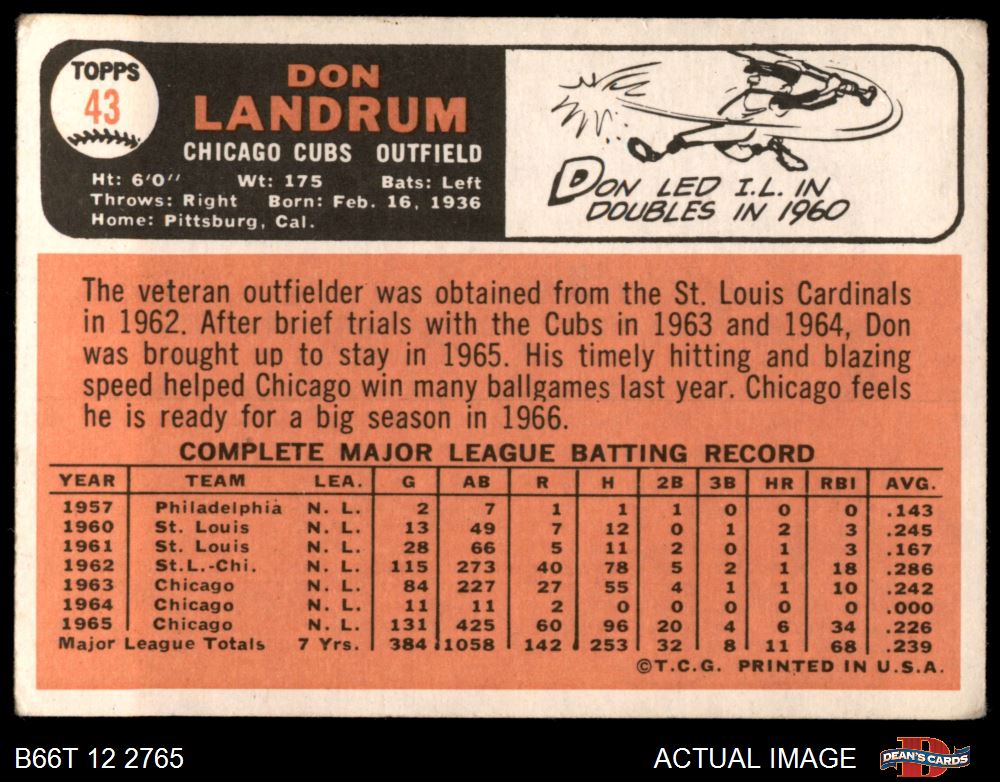 TOPPS
43
DON
LANDRUM
CHICAGO CUBS OUTFIELD
Ht: 6'0" Wt: 175 Bats: Left
Throws: Right Born: Feb. 16, 1936
Home: Pittsburg, Cal.
DON LED I.L. IN
DOUBLES IN 1960
The veteran outfielder was obtained from the St. Louis Cardinals
in 1962. After brief trials with the Cubs in 1963 and 1964, Don
was brought up to stay in 1965. His timely hitting and blazing
speed helped Chicago win many ballgames last year. Chicago feels
he is ready for a big season in 1966.
COMPLETE MAJOR LEAGUE BATTING RECORD
YEAR TEAM LEA. G AB R H 2B 3B HR RBI AVG.
1957 Philadelphia N. L. 2 7 1 1 1 0 0 0 .143
1960 St. Louis N. L. 13 49 7 12 0 1 2 3 .245
1961 St. Louis N. L. 28 66 5 11 2 0 1 3 .167
1962 St.L.-Chi. N. L. 115 273 40 78 5 2 1 18 .286
1963 Chicago N. L. 84 227 27 55 4 1 1 10 .242
1964 Chicago N. L. 11 11 2 0 0 0 0 0 .000
1965 Chicago N. L. 131 425 60 96 20 4 6 34 .226
Major League Totals 7 Yrs. 384 1058 142 253 32 8 11 68 .239
©T.C.G. PRINTED IN U.S.A.
B66T 12 2765 ACTUAL IMAGE DEAN'S CARDS